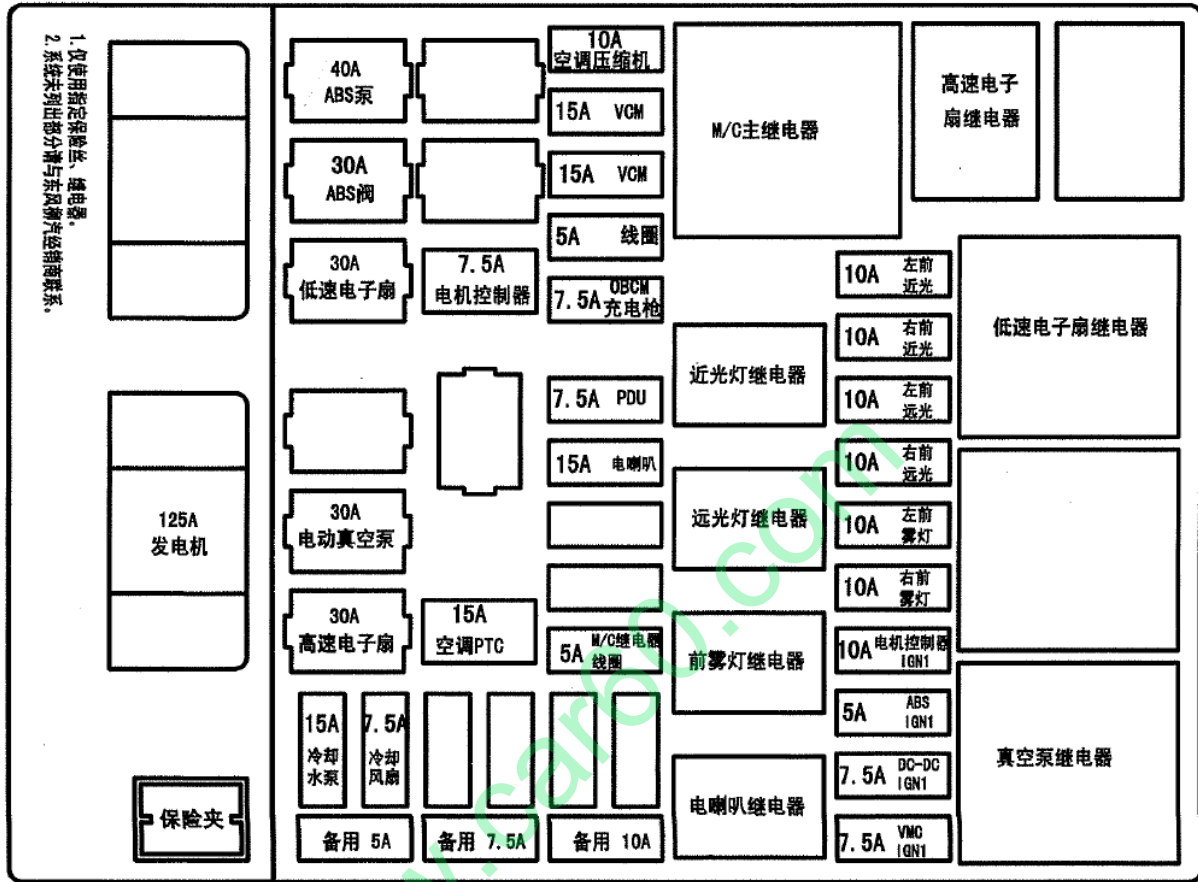 1. 仅使用指定保险丝、继电器。
2. 系统未列出部分请与东风柳汽经销商联系。
125A
发电机
保险夹
40A
ABS泵
30A
ABS阀
30A
低速电子扇
7.5A
电机控制器
30A
电动真空泵
30A
高速电子扇
15A
空调PTC
15A
冷却
水泵
7.5A
冷却
风扇
备用 5A
备用 7.5A
备用 10A
10A
空调压缩机
15A VCM
15A VCM
5A 线圈
7.5A OBCM
充电枪
7.5A PDU
15A 电喇叭
5A M/C继电器
线圈
M/C主继电器
近光灯继电器
远光灯继电器
前雾灯继电器
电喇叭继电器
高速电子
扇继电器
10A 左前
近光
10A 右前
近光
10A 左前
远光
10A 右前
远光
10A 左前
雾灯
10A 右前
雾灯
10A 电机控制器
IGN1
5A ABS
IGN1
7.5A DC-DC
IGN1
7.5A VMC
IGN1
低速电子扇继电器
真空泵继电器
w.car60.com